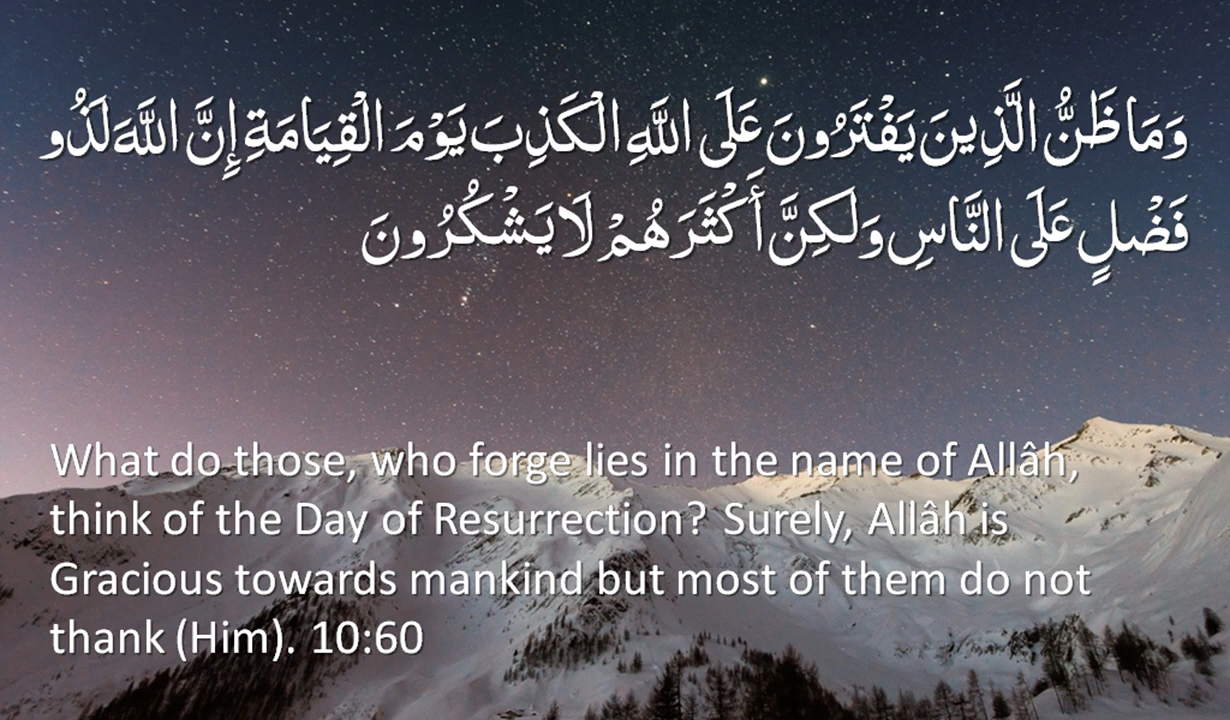 وَمَا ظَنُّ الَّذِينَ يَفْتَرُونَ عَلَى اللَّهِ الْكَذِبَ يَوْمَ الْقِيَامَةِ إِنَّ اللَّهَ لَذُو
فَضْلٍ عَلَى النَّاسِ وَلَكِنَّ أَكْثَرَهُمْ لَا يَشْكُرُونَ
What do those, who forge lies in the name of Allâh,
think of the Day of Resurrection? Surely, Allâh is
Gracious towards mankind but most of them do not
thank (Him). 10:60